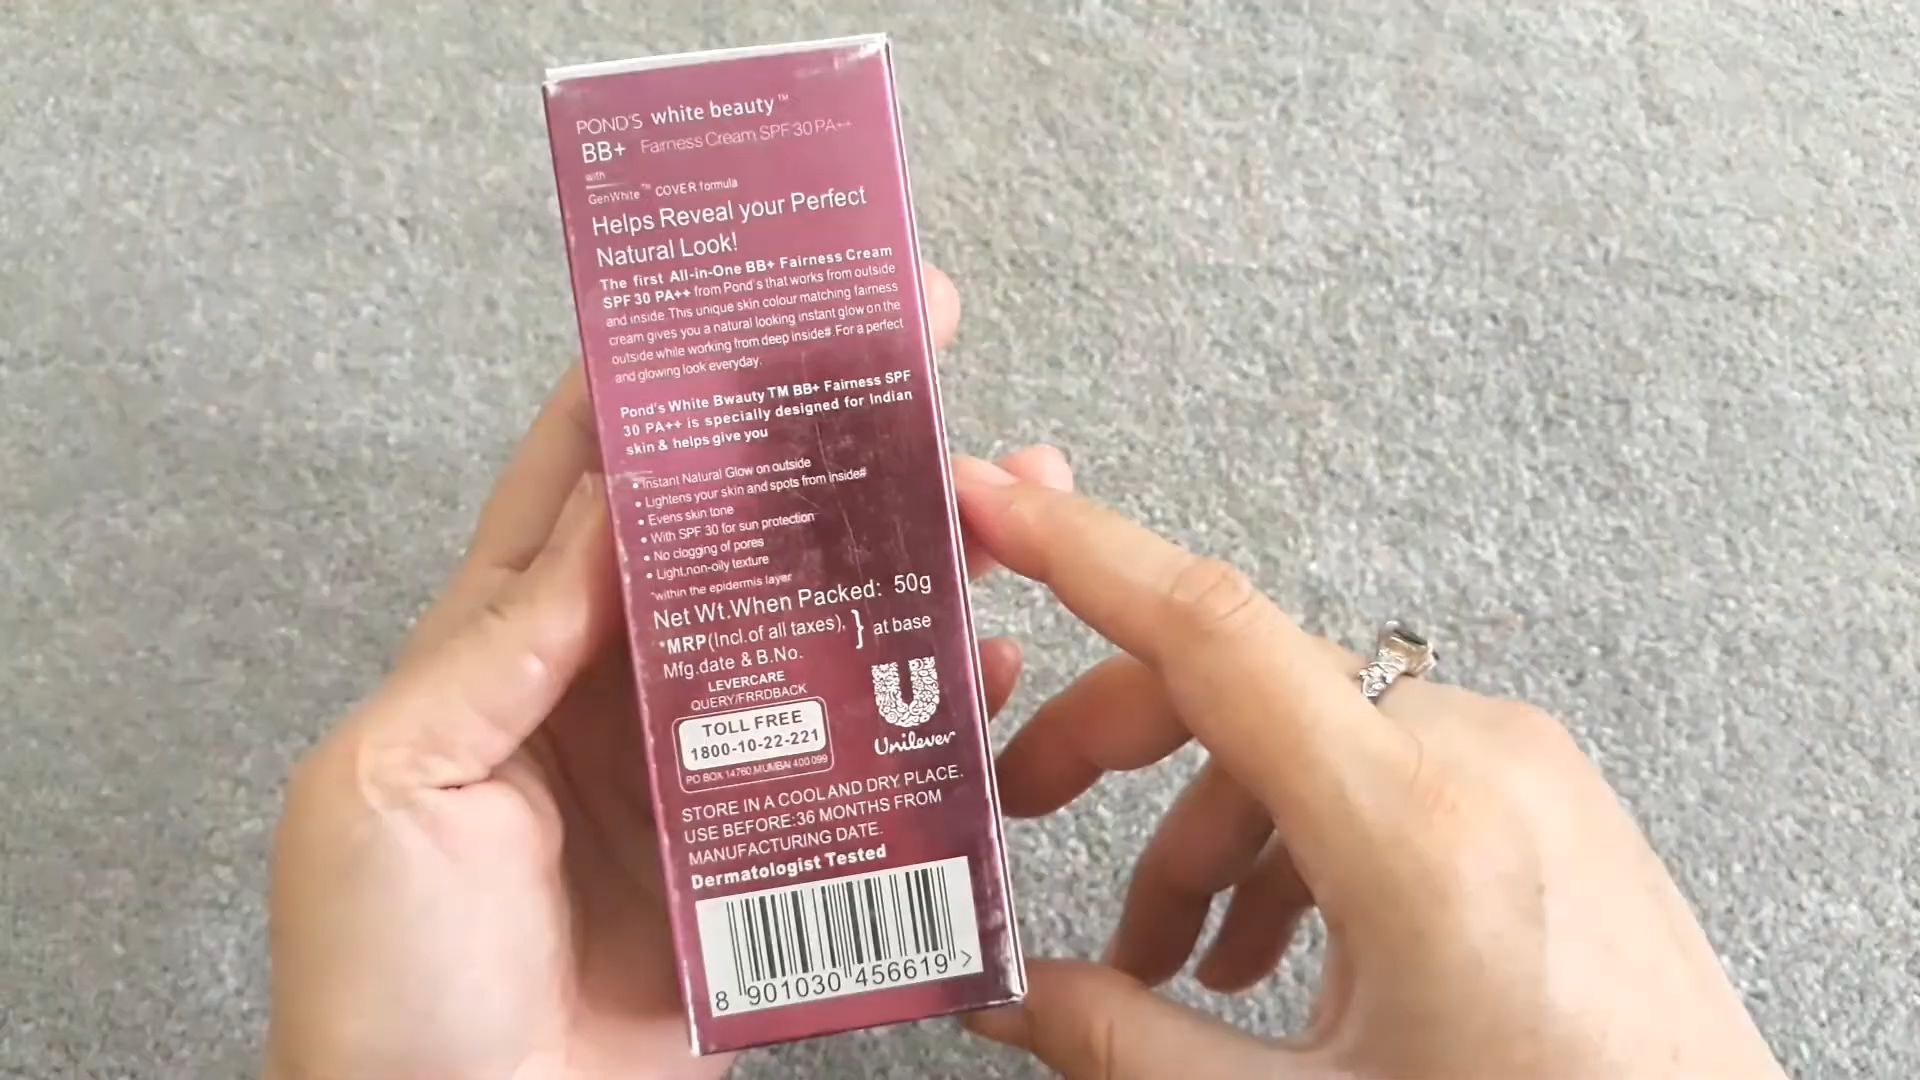 POND'S white beauty™
BB+ Fairness Cream SPF 30 PA++
with
GenWhite™ COVER formula
Helps Reveal your Perfect
Natural Look!
The first All-in-One BB+ Fairness Cream
SPF 30 PA++ from Pond's that works from outside
and inside. This unique skin colour matching fairness
cream gives you a natural looking instant glow on the
outside while working from deep inside#. For a perfect
and glowing look everyday.
Pond's White Bwauty TM BB+ Fairness SPF
30 PA++ is specially designed for Indian
skin & helps give you
• Instant Natural Glow on outside
• Lightens your skin and spots from inside#
• Evens skin tone
• With SPF 30 for sun protection
• No clogging of pores
• Light,non-oily texture
"within the epidermis layer
Net Wt.When Packed: 50g
*MRP(Incl.of all taxes), } at base
Mfg.date & B.No.
LEVERCARE
QUERY/FRRDBACK
TOLL FREE
1800-10-22-221
PO BOX 14760,MUMBAI 400 099
Unilever
STORE IN A COOLAND DRY PLACE.
USE BEFORE:36 MONTHS FROM
MANUFACTURING DATE.
Dermatologist Tested
8 901030 456619 >